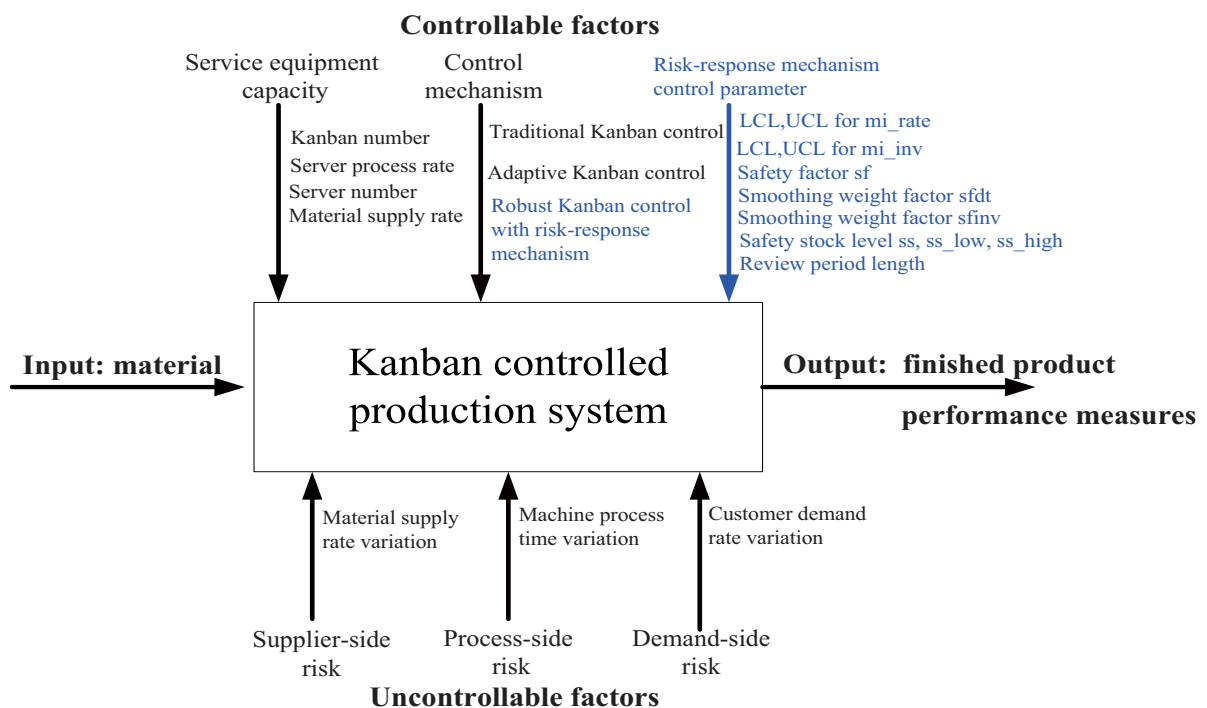 Controllable factors
Service equipment
capacity
Control
mechanism
Risk-response mechanism
control parameter
Kanban number
Server process rate
Server number
Material supply rate
Traditional Kanban control
Adaptive Kanban control
Robust Kanban control
with risk-response
mechanism
LCL,UCL for mi_rate
LCL,UCL for mi_inv
Safety factor sf
Smoothing weight factor sfdt
Smoothing weight factor sfinv
Safety stock level ss, ss_low, ss_high
Review period length
Input: material
Kanban controlled
production system
Output: finished product
performance measures
Material supply
rate variation
Machine process
time variation
Customer demand
rate variation
Supplier-side
risk
Process-side
risk
Demand-side
risk
Uncontrollable factors